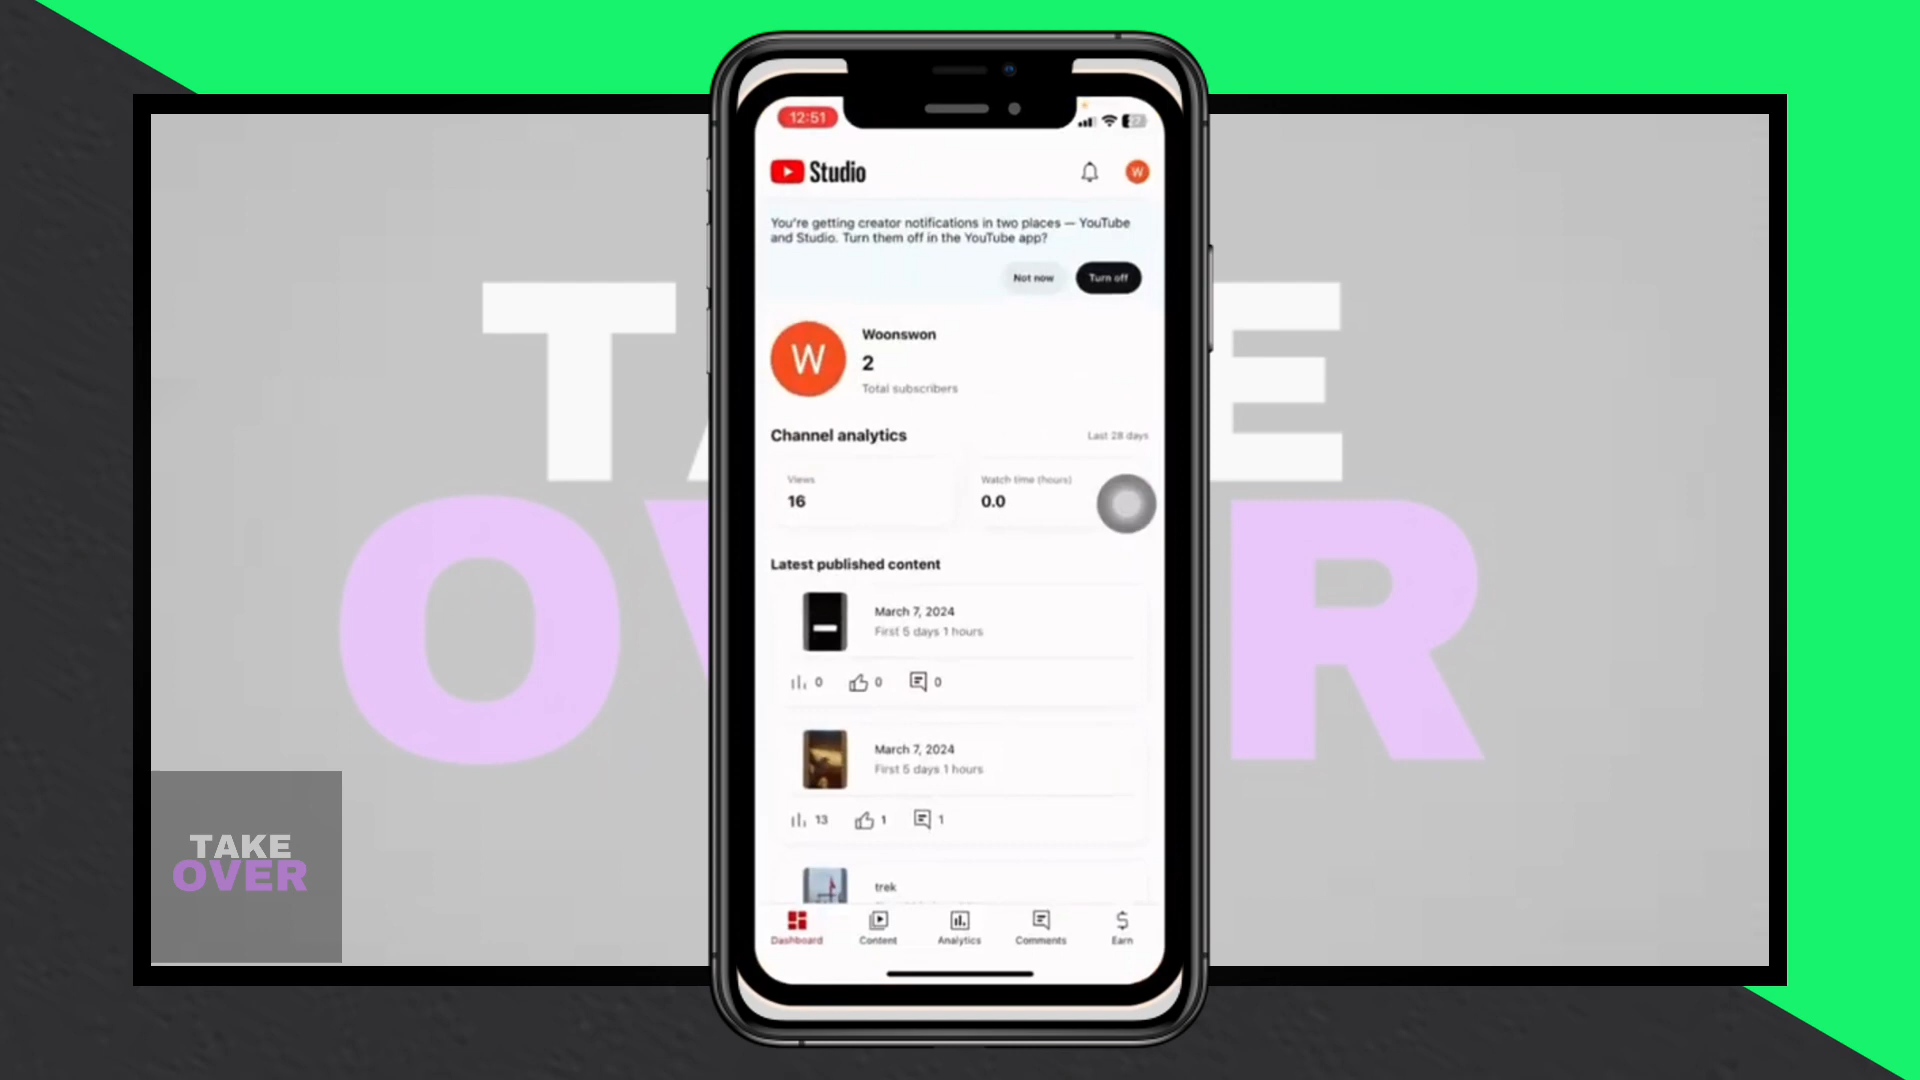 12:51
27
Studio
W
You're getting creator notifications in two places — YouTube
and Studio. Turn them off in the YouTube app?
Not now
Turn off
W
Woonswon
2
Total subscribers
Channel analytics
Last 28 days
Views
16
Watch time (hours)
0.0
Latest published content
March 7, 2024
First 5 days 1 hours
0
0
0
March 7, 2024
First 5 days 1 hours
13
1
1
trek
Dashboard
Content
Analytics
Comments
Earn
TAKE
OVER